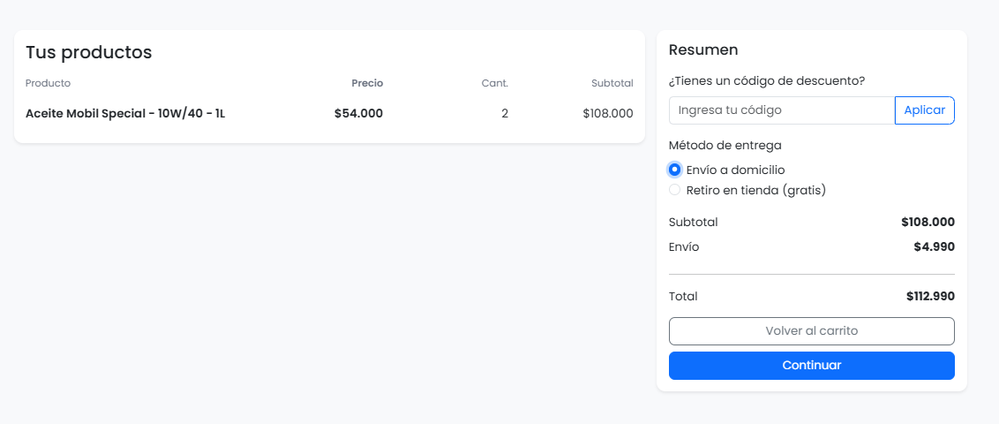 Tus productos
Producto Precio Cant. Subtotal
Aceite Mobil Special - 10W/40 - 1L $54.000 2 $108.000
Resumen
¿Tienes un código de descuento?
Ingresa tu código Aplicar
Método de entrega
Envío a domicilio
Retiro en tienda (gratis)
Subtotal $108.000
Envío $4.990
Total $112.990
Volver al carrito
Continuar